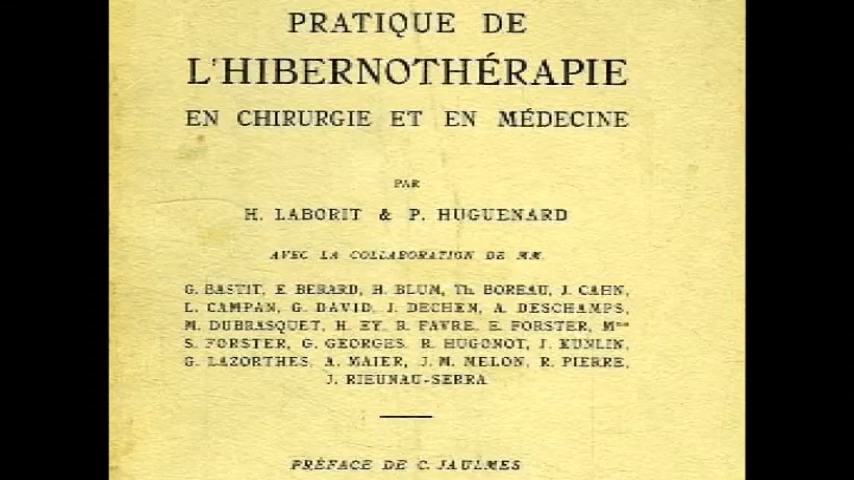 PRATIQUE DE
L'HIBERNOTHÉRAPIE
EN CHIRURGIE ET EN MÉDECINE
PAR
H. LABORIT & P. HUGUENARD
AVEC LA COLLABORATION DE MM.
G. BASTIT, E. BERARD, H. BLUM, Th. BOREAU, J. CAHN,
L. CAMPAN, G. DAVID, J. DECHEN, A. DESCHAMPS,
M. DUBRASQUET, H. EY, R. FAVRE, E. FORSTER, Mme
S. FORSTER, G. GEORGES, R. HUGONOT, J. KUNLIN,
G. LAZORTHES, A. MAIER, J. M. MELON, R. PIERRE,
J. RIEUNAU-SERRA
PRÉFACE DE C. JAULMES